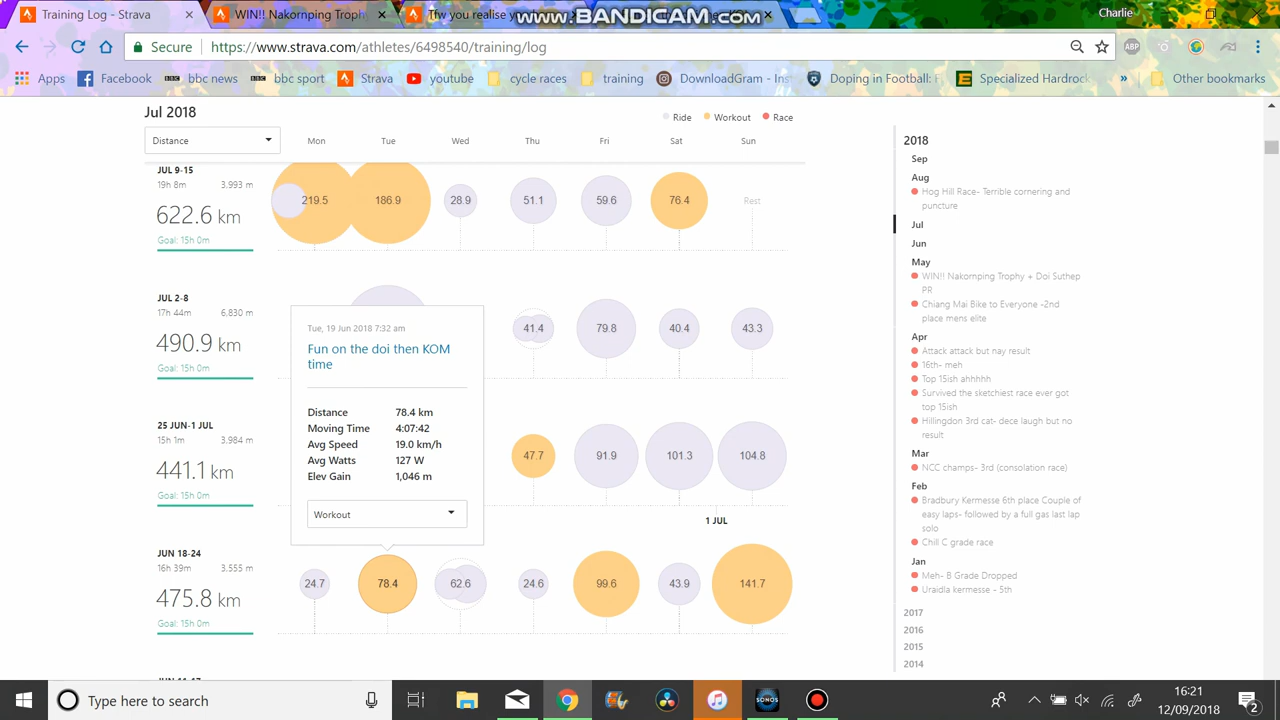 Training Log - Strava
WIN!! Nakornping Trophy
Tfw you realise yo
www.BANDICAM.com
Charlie
Secure
https://www.strava.com/athletes/6498540/training/log
ABP
Apps
Facebook
bbc news
bbc sport
Strava
youtube
cycle races
training
DownloadGram - Ins
Doping in Football: F
Specialized Hardrock
»
Other bookmarks
Jul 2018
Ride
Workout
Race
Distance
Mon
Tue
Wed
Thu
Fri
Sat
Sun
JUL 9-15
19h 8m 3,993 m
622.6 km
Goal: 15h 0m
219.5
186.9
28.9
51.1
59.6
76.4
Rest
JUL 2-8
17h 44m 6,830 m
490.9 km
Goal: 15h 0m
41.4
79.8
40.4
43.3
Tue, 19 Jun 2018 7:32 am
Fun on the doi then KOM
time
Distance 78.4 km
Moving Time 4:07:42
Avg Speed 19.0 km/h
Avg Watts 127 W
Elev Gain 1,046 m
Workout
25 JUN-1 JUL
15h 1m 3,984 m
441.1 km
Goal: 15h 0m
47.7
91.9
101.3
104.8
1 JUL
JUN 18-24
16h 39m 3,555 m
475.8 km
Goal: 15h 0m
24.7
78.4
62.6
24.6
99.6
43.9
141.7
2018
Sep
Aug
Hog Hill Race- Terrible cornering and
puncture
Jul
Jun
May
WIN!! Nakornping Trophy + Doi Suthep
PR
Chiang Mai Bike to Everyone -2nd
place mens elite
Apr
Attack attack but nay result
16th- meh
Top 15ish ahhhhh
Survived the sketchiest race ever got
top 15ish
Hillingdon 3rd cat- dece laugh but no
result
Mar
NCC champs- 3rd (consolation race)
Feb
Bradbury Kermesse 6th place Couple of
easy laps- followed by a full gas last lap
solo
Chill C grade race
Jan
Meh- B Grade Dropped
Uraidla kermesse - 5th
2017
2016
2015
2014
Type here to search
SONOS
16:21
12/09/2018
2